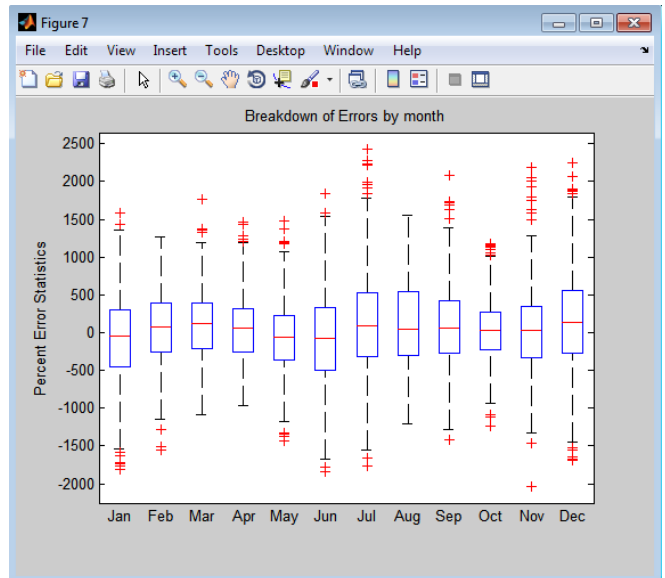 Figure 7
File Edit View Insert Tools Desktop Window Help
Breakdown of Errors by month
Percent Error Statistics
2500
2000
1500
1000
500
0
-500
-1000
-1500
-2000
Jan Feb Mar Apr May Jun Jul Aug Sep Oct Nov Dec